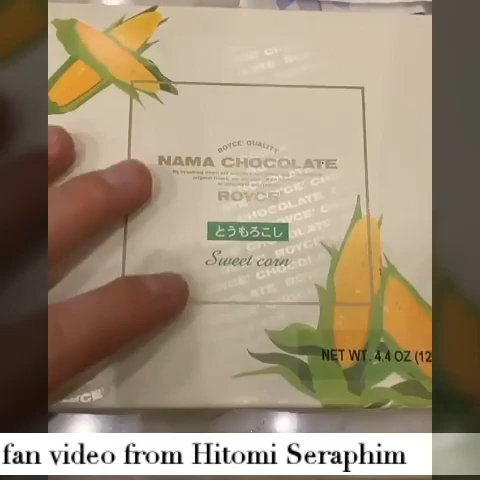 ROYCE' QUALITY
NAMA CHOCOLATE
ROYCE'
とうもろこし
Sweet corn
NET WT. 4.4 OZ (12
fan video from Hitomi Seraphim